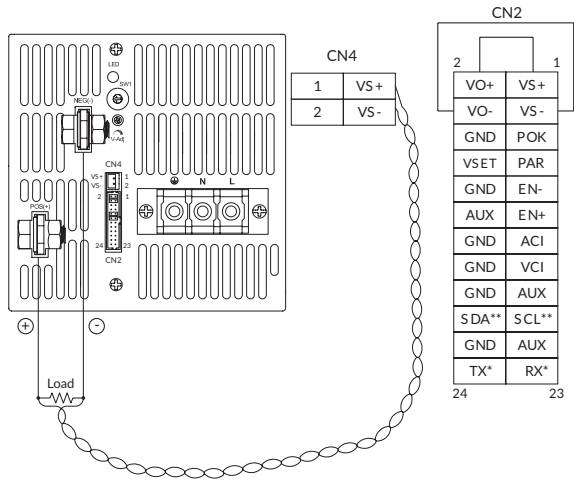 CN2
CN4
1 VS+
2 VS-
2 1
VO+ VS+
VO- VS-
GND POK
VSET PAR
GND EN-
AUX EN+
GND ACI
GND VCI
GND AUX
SDA** SCL**
GND AUX
TX* RX*
24 23
LED
SW1
NEG(-)
V-Adj
CN4
VS+ 1
VS- 2
2 1
N L
POS(+)
24 23
CN2
+ -
Load